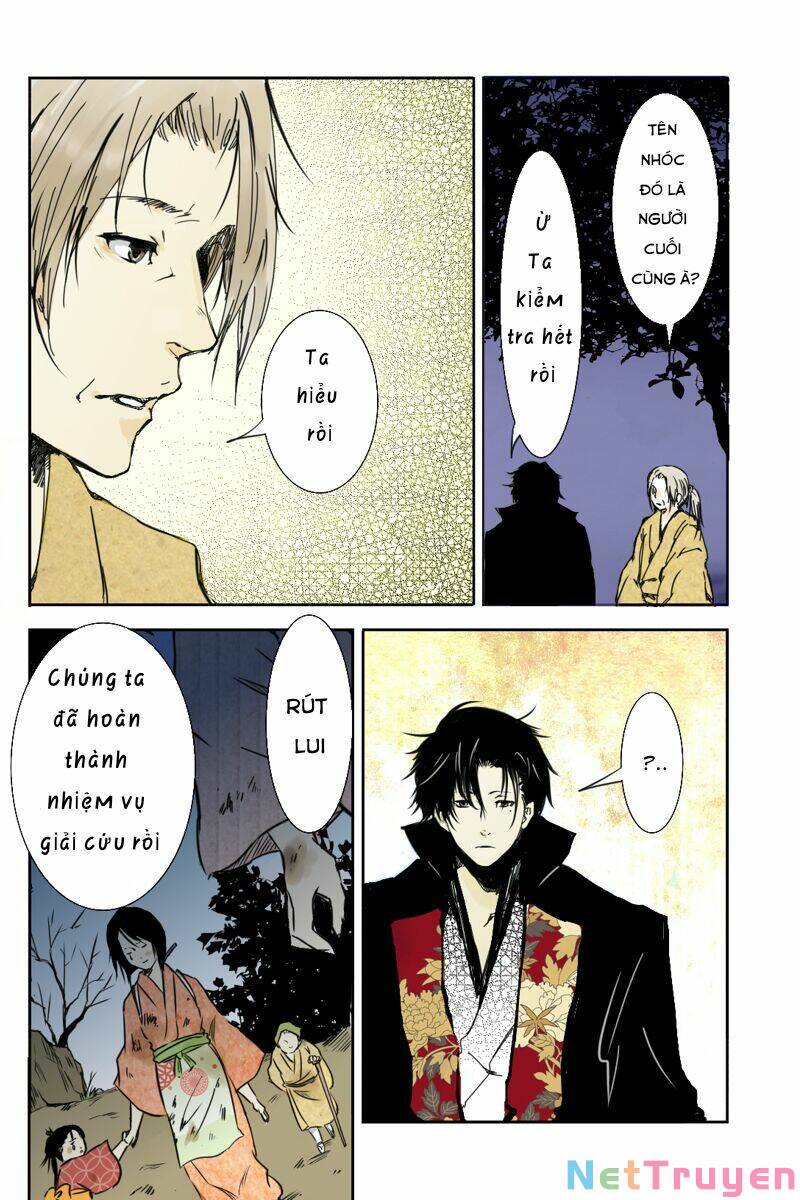 TÊN
NHÓC
ĐÓ LÀ
NGƯỜI
CUỐI
CÙNG À?
Ừ
Ta
kiểm
tra hết
rồi
Ta
hiểu
rồi
?..
RÚT
LUI
Chúng ta
đã hoàn
thành
nhiệm vụ
giải cứu rồi
NetTruyen